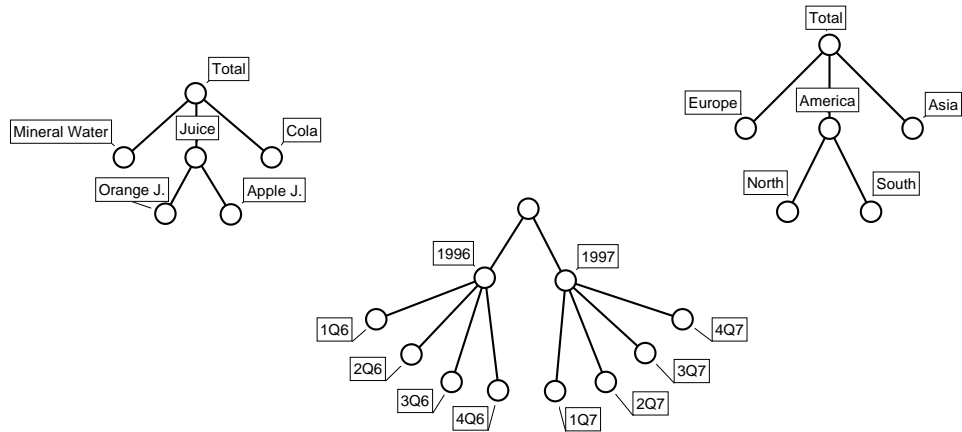 Total
Mineral Water
Juice
Cola
Orange J.
Apple J.
Total
Europe
America
Asia
North
South
1996
1997
1Q6
2Q6
3Q6
4Q6
1Q7
2Q7
3Q7
4Q7